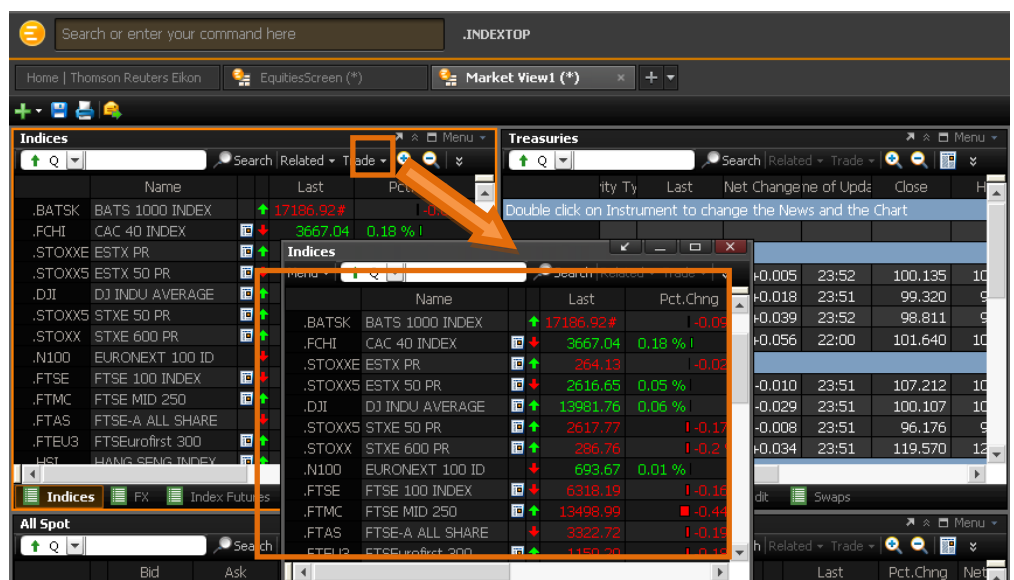 Search or enter your command here
.INDEXTOP
Home | Thomson Reuters Eikon
EquitiesScreen (*)
Market View1 (*)
Indices
Menu
Q
Search Related Trade
Name Last
.BATSK BATS 1000 INDEX 17186.92#
.FCHI CAC 40 INDEX 3667.04 0.18 %
.STOXXE ESTX PR
.STOXX5 ESTX 50 PR
.DJI DJ INDU AVERAGE
.STOXX5 STXE 50 PR
.STOXX STXE 600 PR
.N100 EURONEXT 100 ID
.FTSE FTSE 100 INDEX
.FTMC FTSE MID 250
.FTAS FTSE-A ALL SHARE
.FTEU3 FTSEurofirst 300
.HSI HANG SENG INDEX
Indices FX Index Futures
Treasuries
Menu
Q
Search Related Trade
Last Net Change Close
Double click on Instrument to change the News and the Chart
+0.005 23:52 100.135
+0.018 23:51 99.320
+0.039 23:52 98.811
+0.056 22:00 101.640
-0.010 23:51 107.212
-0.029 23:51 100.107
-0.008 23:51 96.176
+0.034 23:51 119.570
Swaps
Indices
Menu Q Search Related Trade
Name Last Pct.Chng
.BATSK BATS 1000 INDEX 17186.92# -0.09
.FCHI CAC 40 INDEX 3667.04 0.18 %
.STOXXE ESTX PR 264.13 -0.02
.STOXX5 ESTX 50 PR 2616.65 0.05 %
.DJI DJ INDU AVERAGE 13981.76 0.06 %
.STOXX5 STXE 50 PR 2617.77 -0.17
.STOXX STXE 600 PR 286.76 -0.2
.N100 EURONEXT 100 ID 693.67 0.01 %
.FTSE FTSE 100 INDEX 6318.19 -0.16
.FTMC FTSE MID 250 13498.99 -0.44
.FTAS FTSE-A ALL SHARE 3322.72 -0.19
.FTEU3 FTSEurofirst 300
All Spot
Q
Search
Bid Ask
Menu
Related Trade
Last Pct.Chng Net